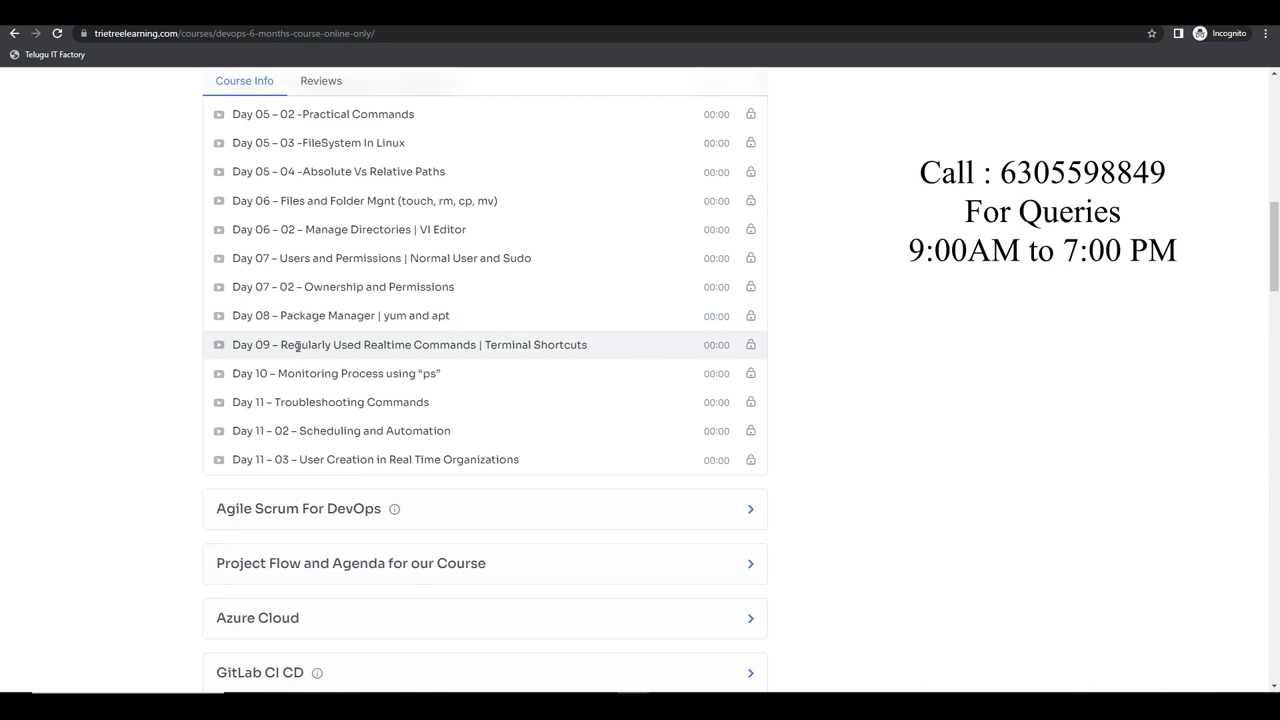 trietreelearning.com/courses/devops-6-months-course-online-only/
Incognito
Telugu IT Factory
Course Info Reviews
Day 05 – 02 -Practical Commands 00:00
Day 05 – 03 -FileSystem In Linux 00:00
Day 05 – 04 -Absolute Vs Relative Paths 00:00
Day 06 – Files and Folder Mgnt (touch, rm, cp, mv) 00:00
Day 06 – 02 – Manage Directories | VI Editor 00:00
Day 07 – Users and Permissions | Normal User and Sudo 00:00
Day 07 – 02 – Ownership and Permissions 00:00
Day 08 – Package Manager | yum and apt 00:00
Day 09 – Regularly Used Realtime Commands | Terminal Shortcuts 00:00
Day 10 – Monitoring Process using “ps” 00:00
Day 11 – Troubleshooting Commands 00:00
Day 11 – 02 – Scheduling and Automation 00:00
Day 11 – 03 – User Creation in Real Time Organizations 00:00
Agile Scrum For DevOps
Project Flow and Agenda for our Course
Azure Cloud
GitLab CI CD
Call : 6305598849
For Queries
9:00AM to 7:00 PM